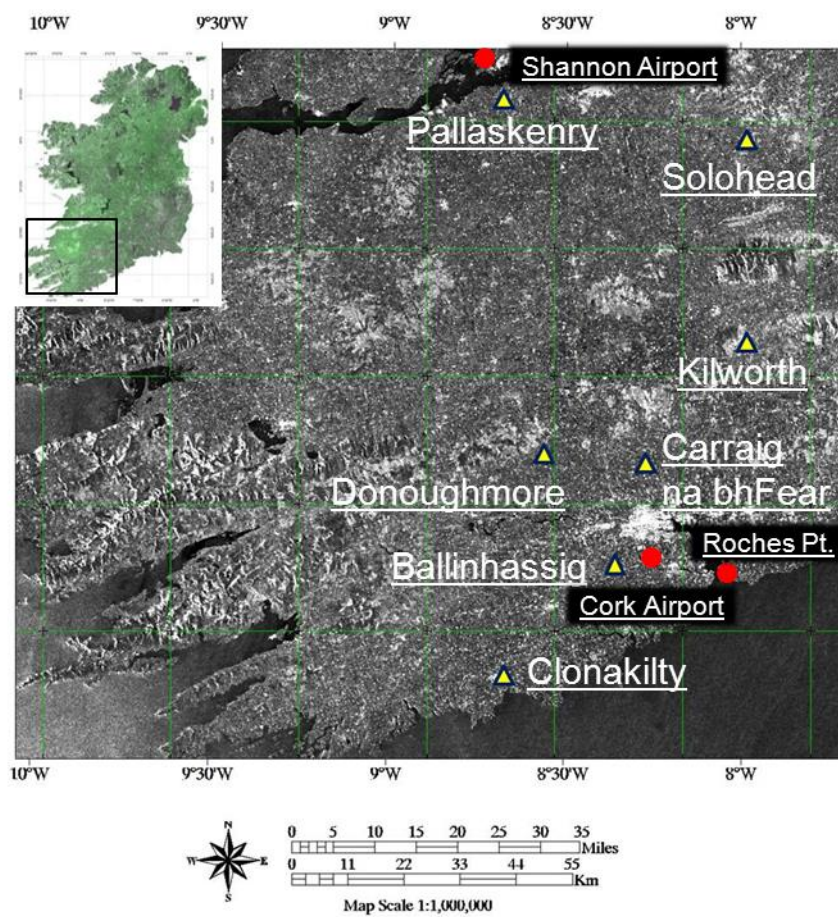 10°W 9°30'W 9°W 8°30'W 8°W
Shannon Airport
Pallaskenry
Solohead
Kilworth
Carraig
na bhFear
Donoughmore
Roches Pt.
Ballinhassig
Cork Airport
Clonakilty
10°W 9°30'W 9°W 8°30'W 8°W
N
W E
S
0 5 10 15 20 25 30 35
Miles
0 11 22 33 44 55
Km
Map Scale 1:1,000,000